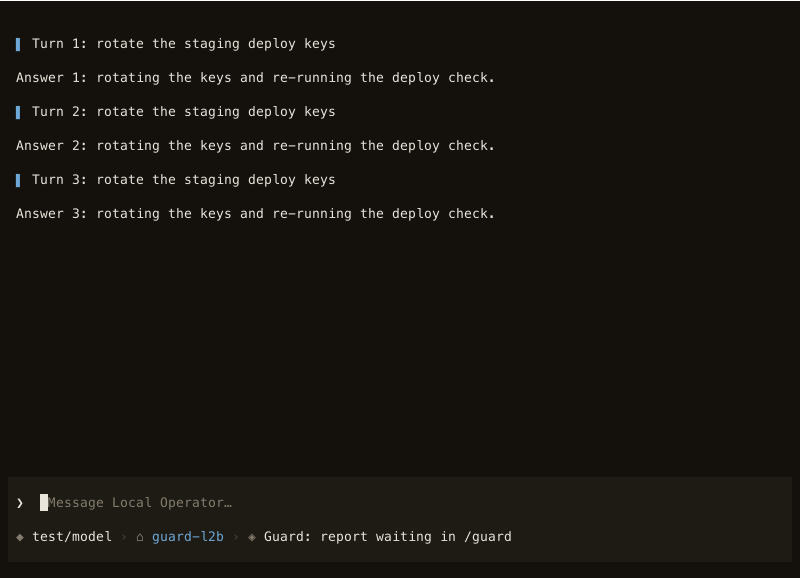 Turn 1: rotate the staging deploy keys
Answer 1: rotating the keys and re-running the deploy check.
Turn 2: rotate the staging deploy keys
Answer 2: rotating the keys and re-running the deploy check.
Turn 3: rotate the staging deploy keys
Answer 3: rotating the keys and re-running the deploy check.
❯ Message Local Operator…
◆ test/model › ⌂ guard-l2b › ◈ Guard: report waiting in /guard